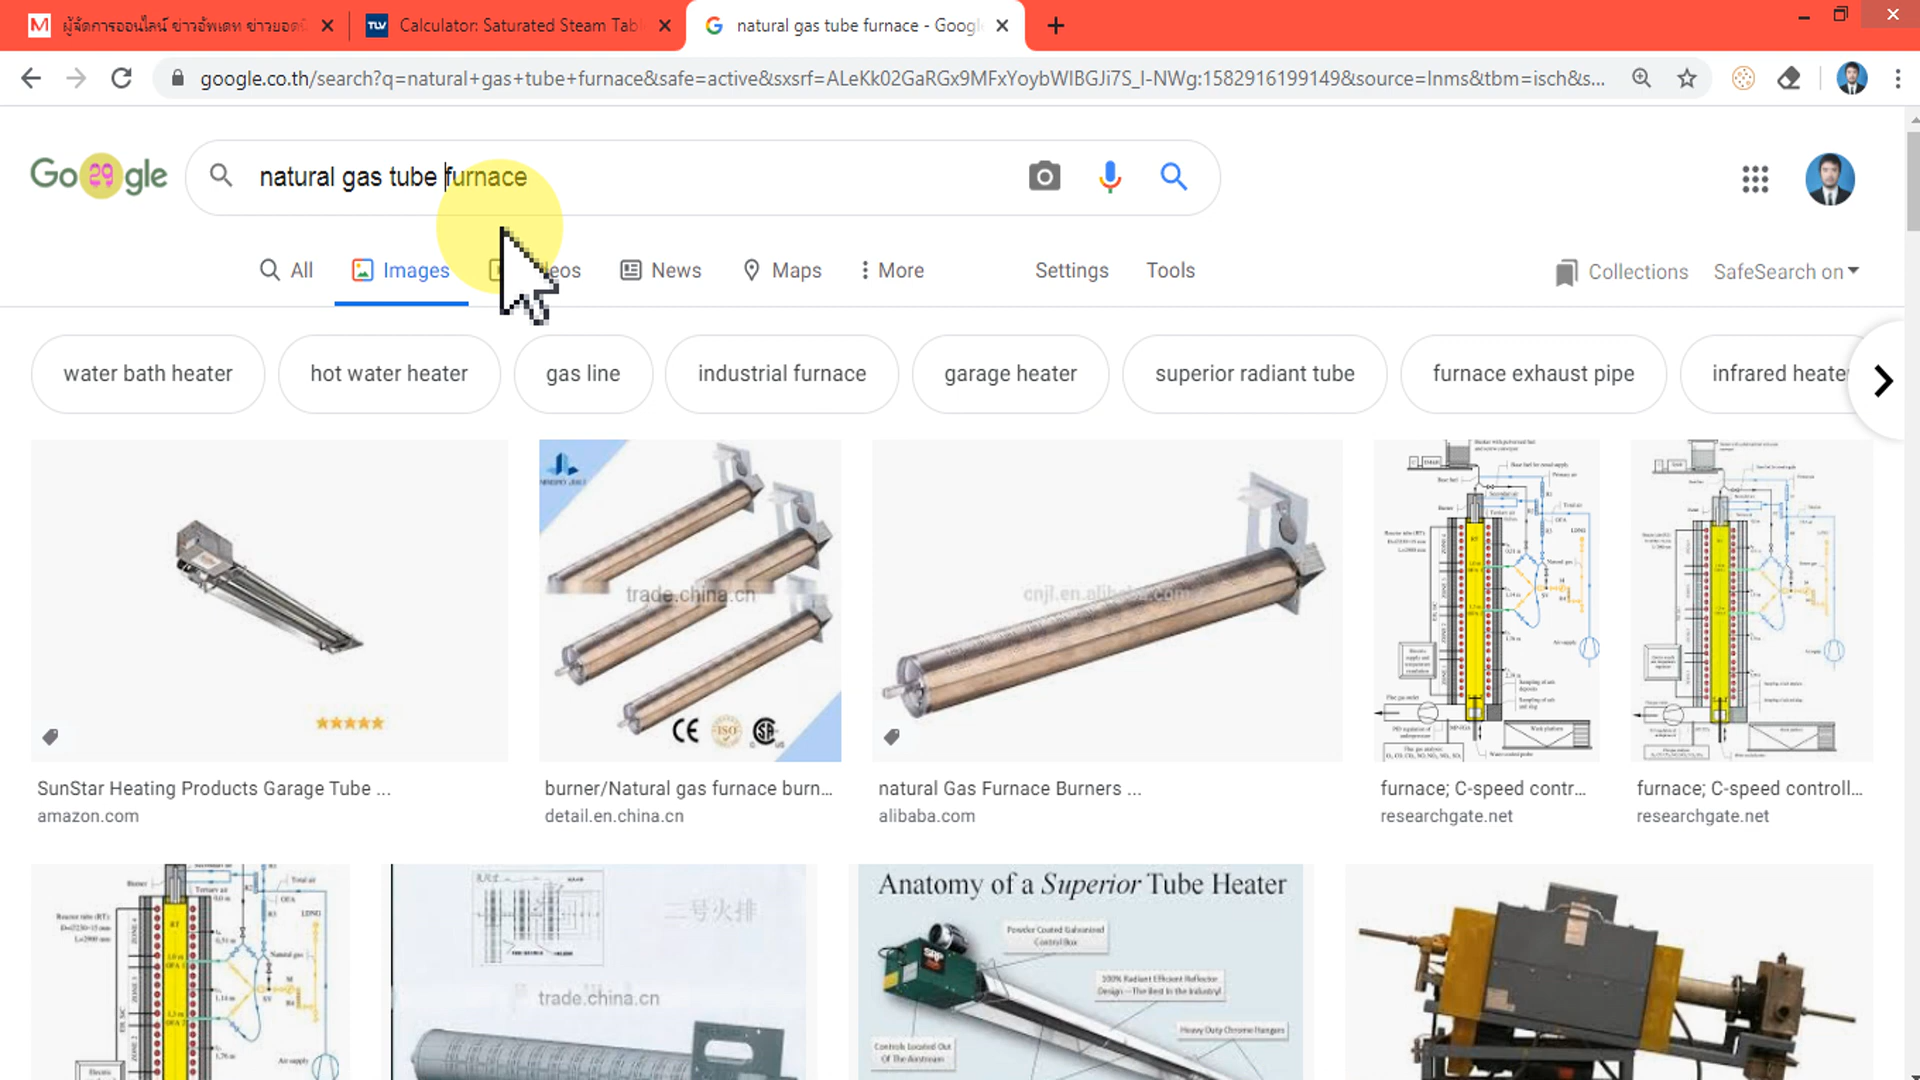 ผู้จัดการออนไลน์ ข่าวอัพเดท ข่าวยอดนิ
Calculator: Saturated Steam Tab
natural gas tube furnace - Googl
google.co.th/search?q=natural+gas+tube+furnace&safe=active&sxsrf=ALeKk02GaRGx9MFxYoybWIBGJi7S_I-NWg:1582916199149&source=lnms&tbm=isch&s...
Go29gle
natural gas tube furnace
All
Images
eos
News
Maps
More
Settings
Tools
Collections
SafeSearch on
water bath heater
hot water heater
gas line
industrial furnace
garage heater
superior radiant tube
furnace exhaust pipe
infrared heate
trade.china.cn
CE ISO
cnjl.en.alibaba.com
SunStar Heating Products Garage Tube ...
amazon.com
burner/Natural gas furnace burn...
detail.en.china.cn
natural Gas Furnace Burners ...
alibaba.com
furnace; C-speed contr...
researchgate.net
furnace; C-speed controll...
researchgate.net
二号火排
trade.china.cn
Anatomy of a Superior Tube Heater
Powder Coated Galvanized
Control Box
100% Radiant Efficient Reflector
Design—The Best In the Industry!
Heavy Duty Chrome Hangers
Controls Located Out
Of The Airstream